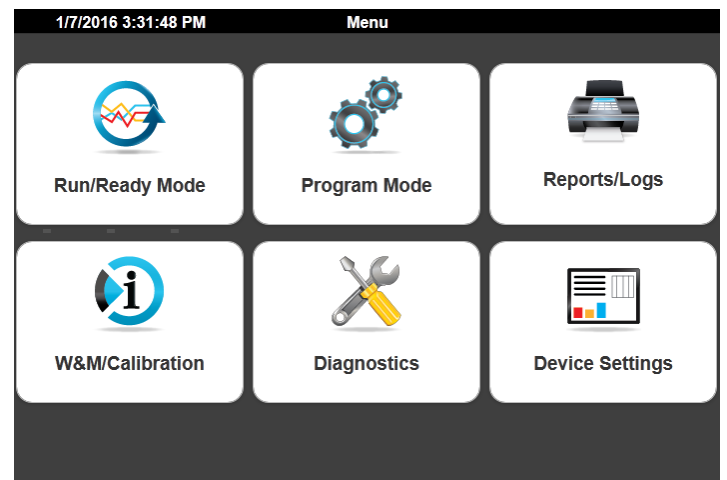 1/7/2016 3:31:48 PM Menu
Run/Ready Mode
Program Mode
Reports/Logs
W&M/Calibration
Diagnostics
Device Settings